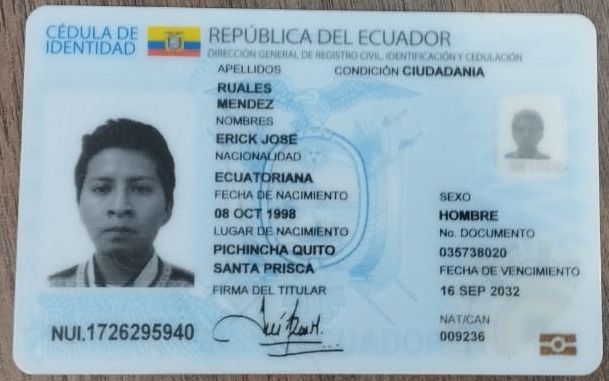 CÉDULA DE
IDENTIDAD
REPÚBLICA DEL ECUADOR
DIRECCIÓN GENERAL DE REGISTRO CIVIL, IDENTIFICACIÓN Y CEDULACIÓN
APELLIDOS CONDICIÓN CIUDADANIA
RUALES
MENDEZ
NOMBRES
ERICK JOSE
NACIONALIDAD
ECUATORIANA
FECHA DE NACIMIENTO
08 OCT 1998
LUGAR DE NACIMIENTO
PICHINCHA QUITO
SANTA PRISCA
FIRMA DEL TITULAR
SEXO
HOMBRE
No. DOCUMENTO
035738020
FECHA DE VENCIMIENTO
16 SEP 2032
NAT/CAN
009236
NUI.1726295940